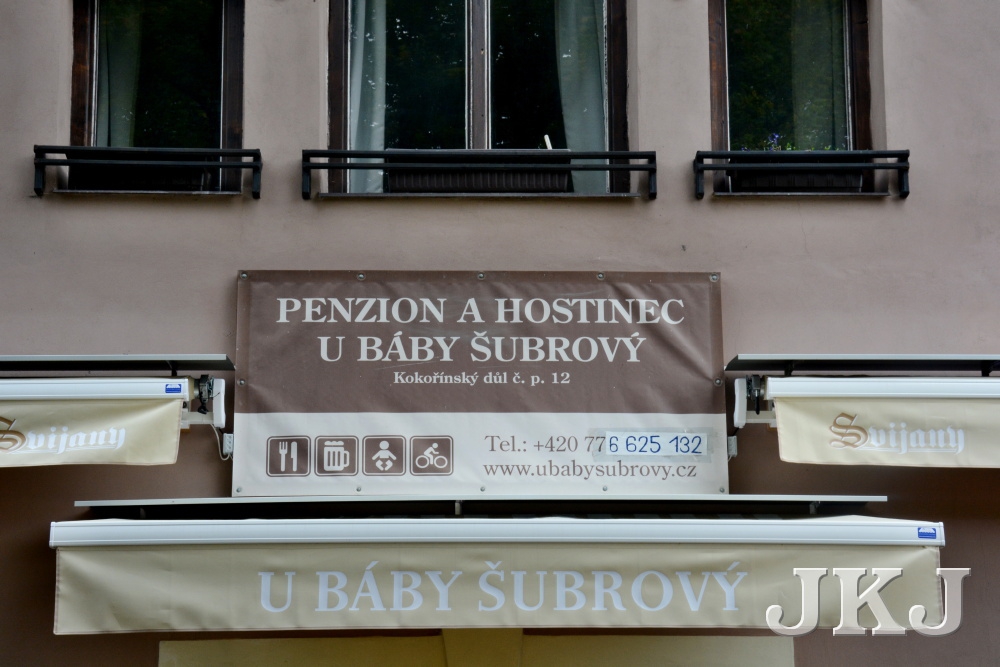 PENZION A HOSTINEC
U BÁBY ŠUBROVÝ
Kokořínský důl č. p. 12
Tel.: +420 776 625 132
www.ubabysubrovy.cz
Svijany
Svijany
U BÁBY ŠUBROVÝ
JKJ